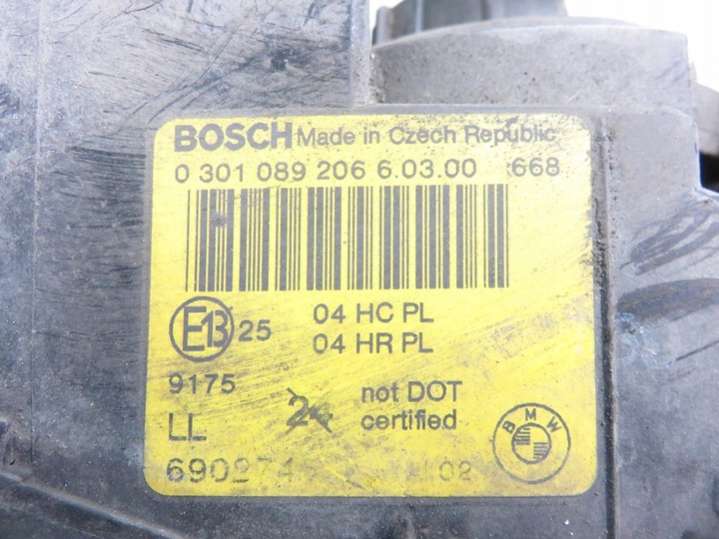 BOSCH Made in Czech Republic
0 301 089 206 6.03.00 668
E13 25 04 HC PL
04 HR PL
9175 not DOT
certified
LL
02
BMW